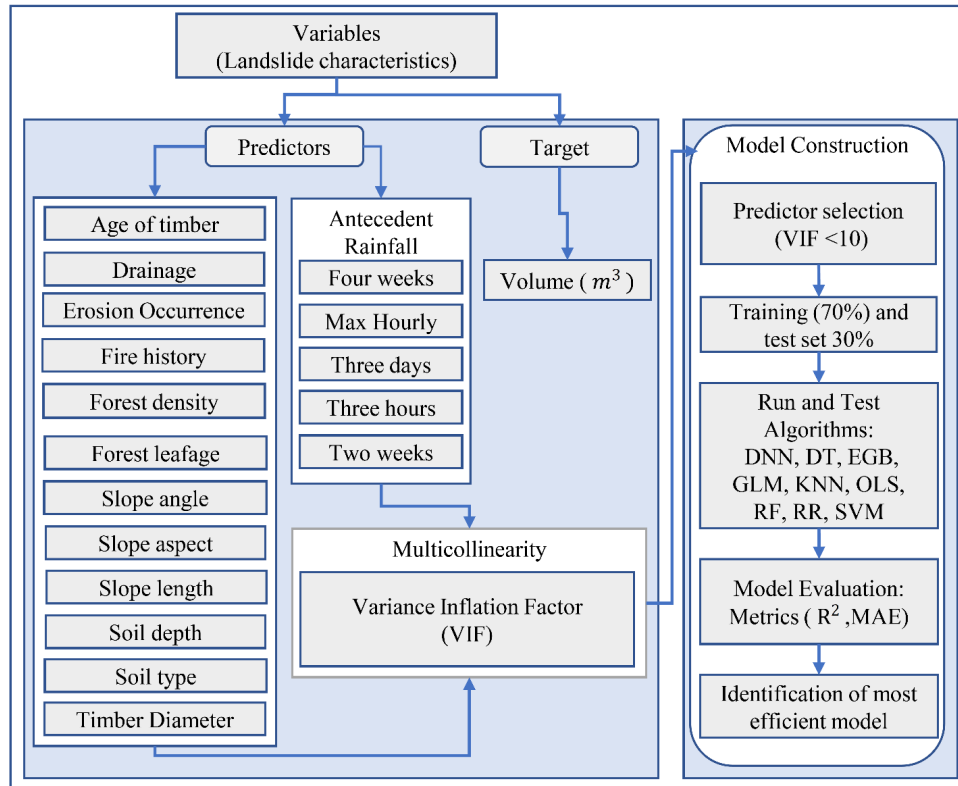 Variables
(Landslide characteristics)
Predictors
Target
Age of timber
Drainage
Erosion Occurrence
Fire history
Forest density
Forest leafage
Slope angle
Slope aspect
Slope length
Soil depth
Soil type
Timber Diameter
Antecedent
Rainfall
Four weeks
Max Hourly
Three days
Three hours
Two weeks
Volume ( m³ )
Multicollinearity
Variance Inflation Factor
(VIF)
Model Construction
Predictor selection
(VIF <10)
Training (70%) and
test set 30%
Run and Test
Algorithms:
DNN, DT, EGB,
GLM, KNN, OLS,
RF, RR, SVM
Model Evaluation:
Metrics ( R² ,MAE)
Identification of most
efficient model